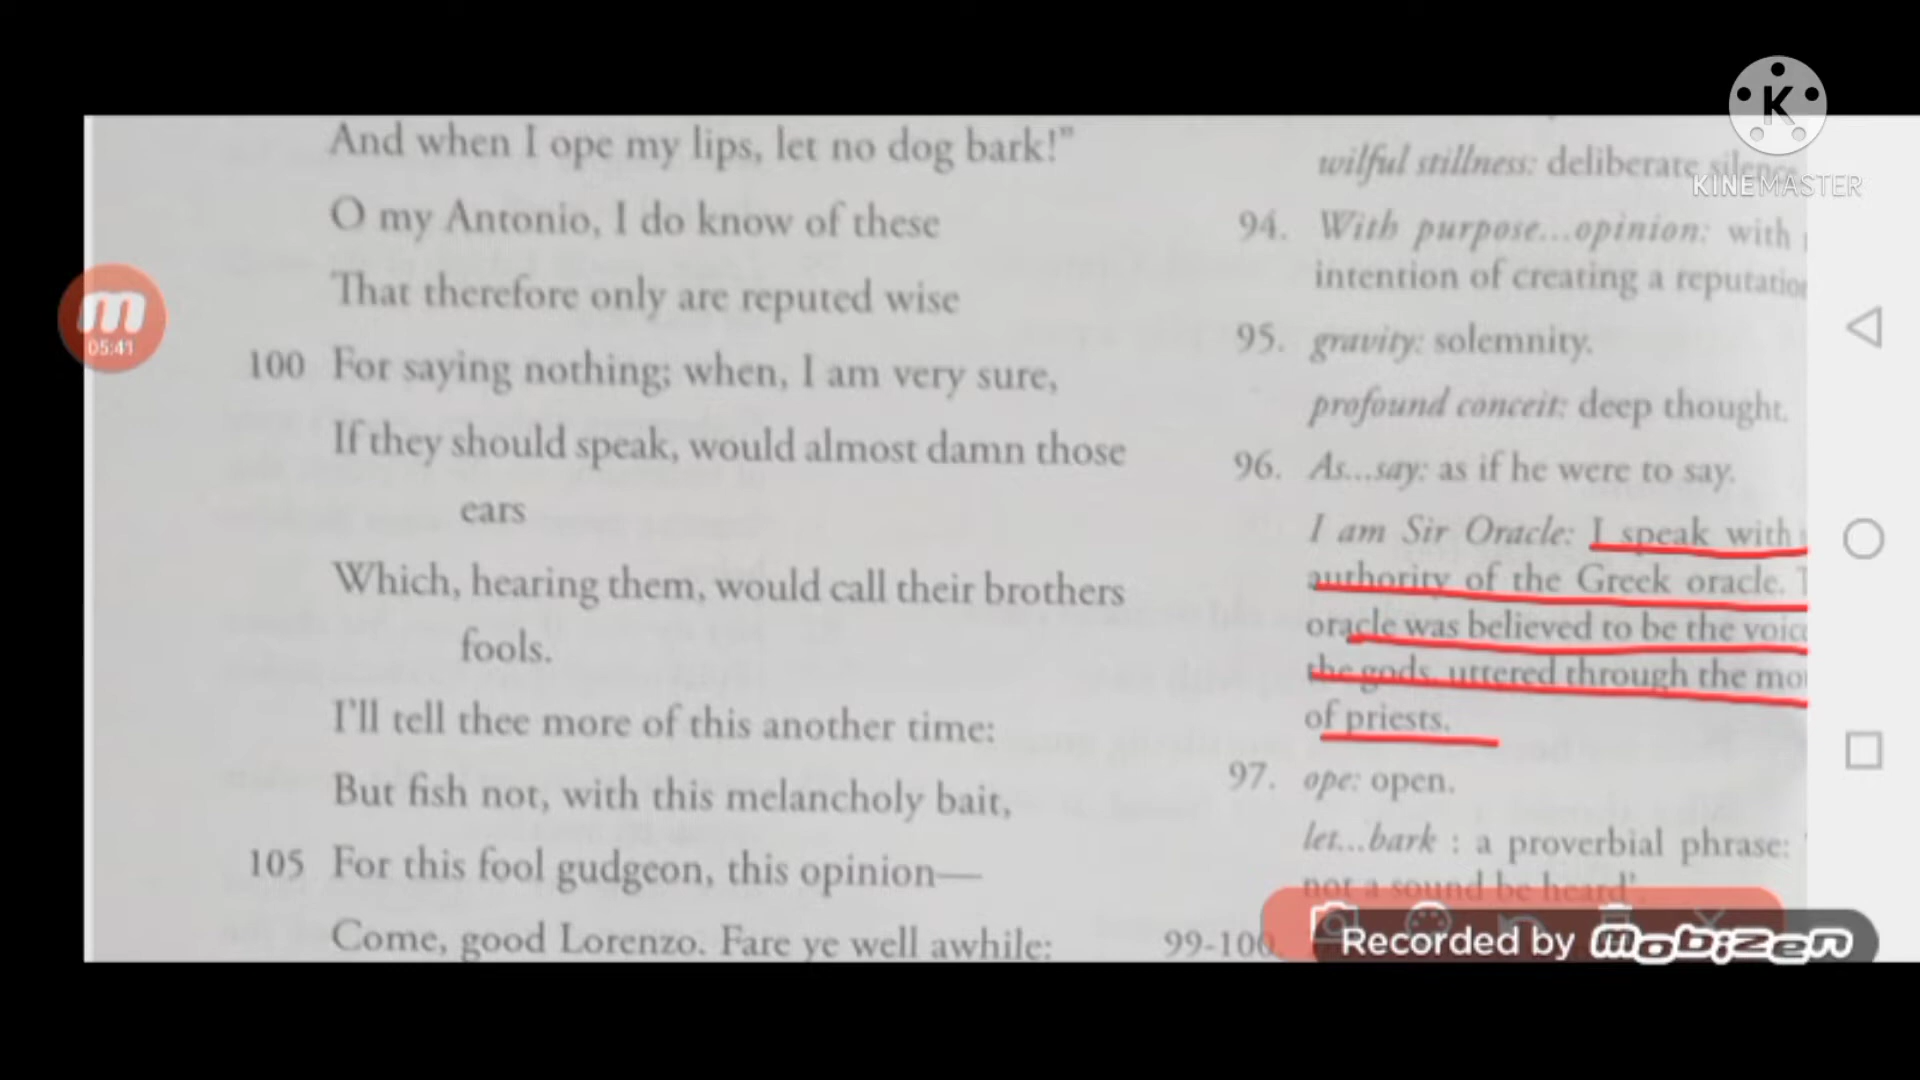 And when I ope my lips, let no dog bark!"
O my Antonio, I do know of these
That therefore only are reputed wise
100 For saying nothing; when, I am very sure,
If they should speak, would almost damn those
ears
Which, hearing them, would call their brothers
fools.
I'll tell thee more of this another time:
But fish not, with this melancholy bait,
105 For this fool gudgeon, this opinion—
Come, good Lorenzo. Fare ye well awhile:
wilful stillness: deliberate silence
94. With purpose...opinion: with
intention of creating a reputation
95. gravity: solemnity.
profound conceit: deep thought.
96. As...say: as if he were to say.
I am Sir Oracle: I speak with
authority of the Greek oracle.
oracle was believed to be the voice
the gods, uttered through the
of priests.
97. ope: open.
let...bark : a proverbial phrase:
not a sound be heard'.
99-100.
K
KINEMASTER
m
05:41
Recorded by mobizen